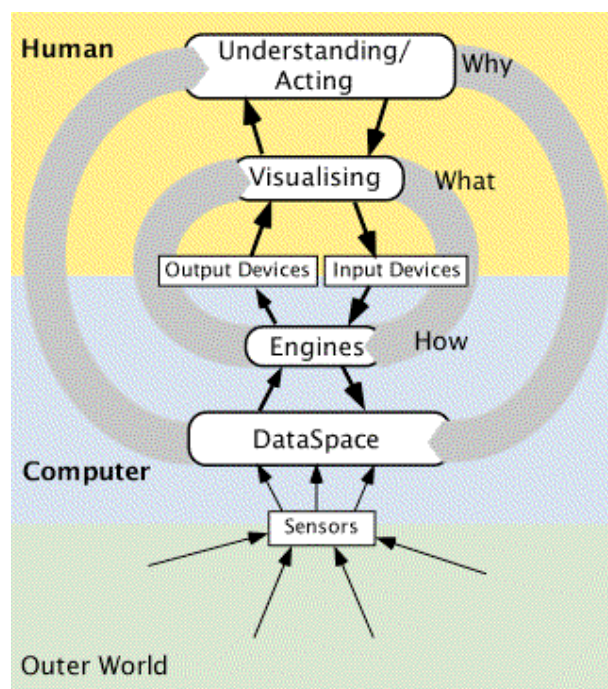 Human
Understanding/
Acting
Why
Visualising
What
Output Devices
Input Devices
Engines
How
DataSpace
Computer
Sensors
Outer World